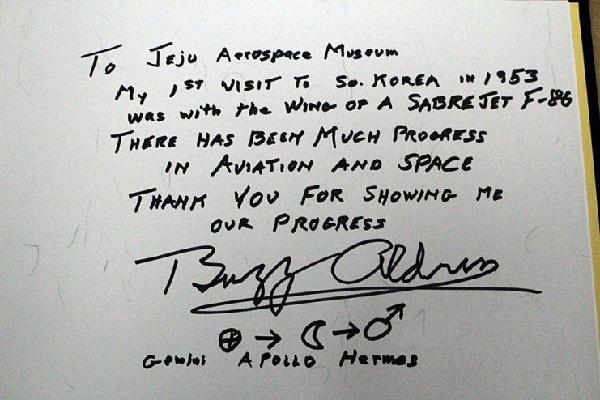 To Jeju Aerospace Museum
My 1ST VISIT To So. KOREA in 1953
was with the WING OF A SABREJET F-86
THERE HAS BEEN MUCH PROGRESS
IN AVIATION AND SPACE
THANK YOU FOR SHOWING ME
OUR PROGRESS
Buzz Aldrin
⊕ → ☾ → ♂
Gemini APOLLO Hermes